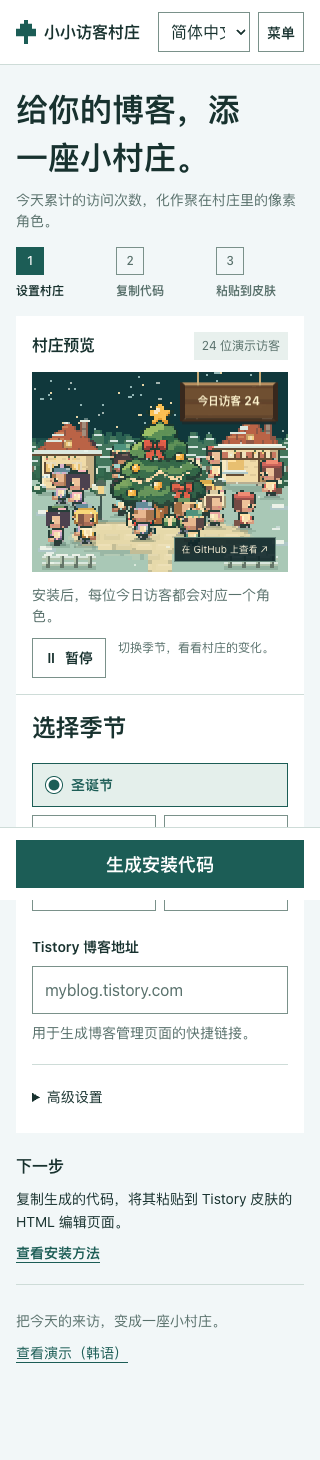 小小访客村庄
简体中文
菜单
给你的博客，添
一座小村庄。
今天累计的访问次数，化作聚在村庄里的像素
角色。
1
2
3
设置村庄
复制代码
粘贴到皮肤
村庄预览
24 位演示访客
今日访客 24
在 GitHub 上查看 ↗
安装后，每位今日访客都会对应一个角
色。
暂停
切换季节，看看村庄的变化。
选择季节
圣诞节
生成安装代码
Tistory 博客地址
myblog.tistory.com
用于生成博客管理页面的快捷链接。
高级设置
下一步
复制生成的代码，将其粘贴到 Tistory 皮肤的
HTML 编辑页面。
查看安装方法
把今天的来访，变成一座小村庄。
查看演示（韩语）